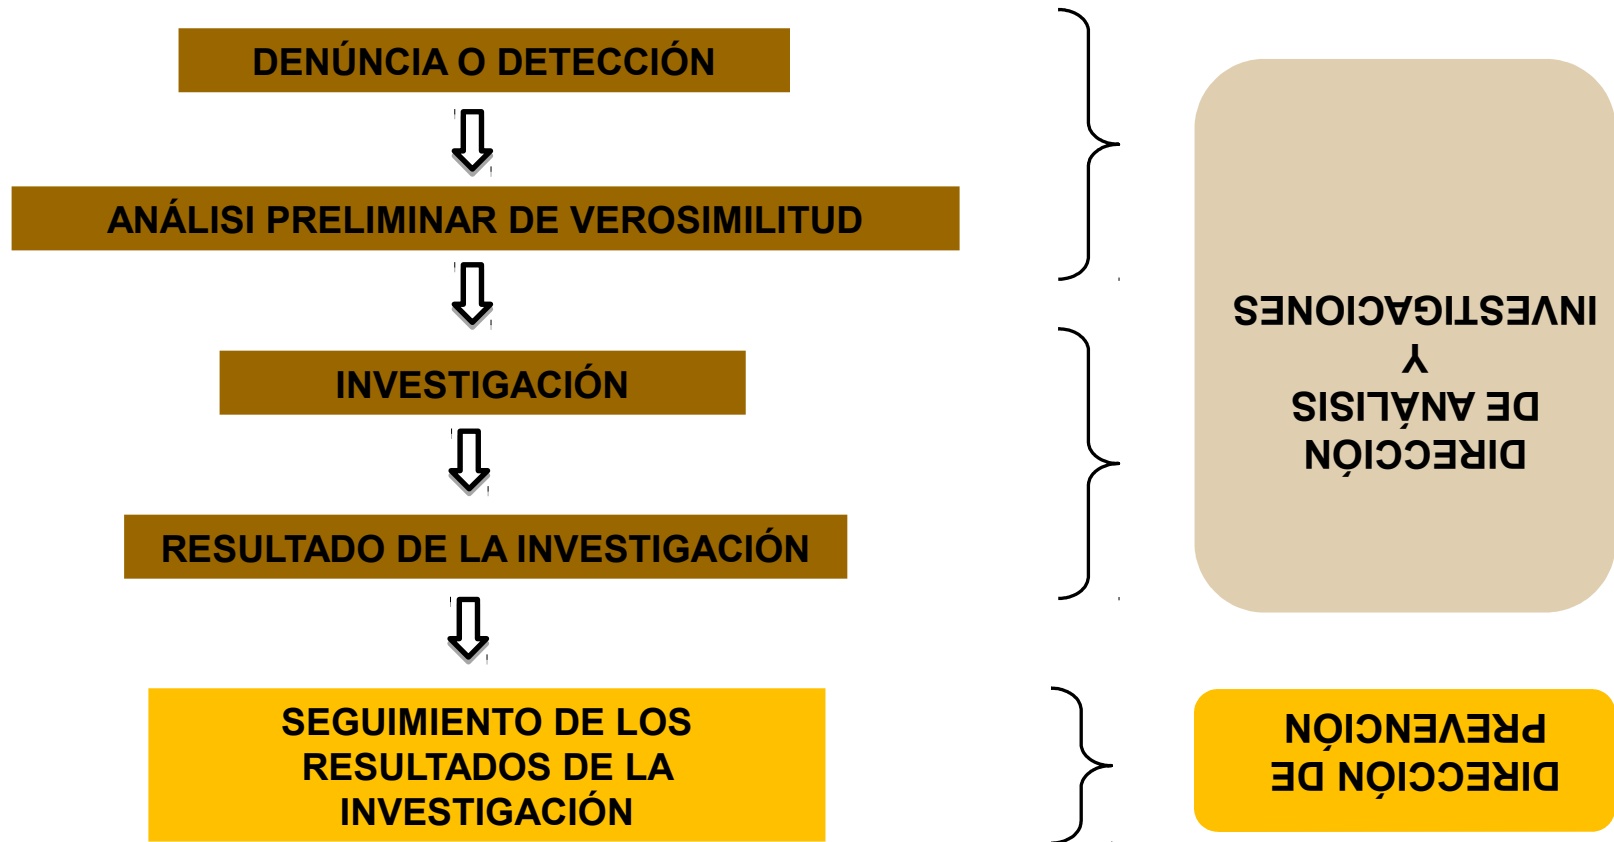 DENÚNCIA O DETECCIÓN
ANÁLISI PRELIMINAR DE VEROSIMILITUD
INVESTIGACIÓN
RESULTADO DE LA INVESTIGACIÓN
SEGUIMIENTO DE LOS
RESULTADOS DE LA
INVESTIGACIÓN
DIRECCIÓN
DE ANÁLISIS
Y
INVESTIGACIONES
DIRECCIÓN DE
PREVENCIÓN